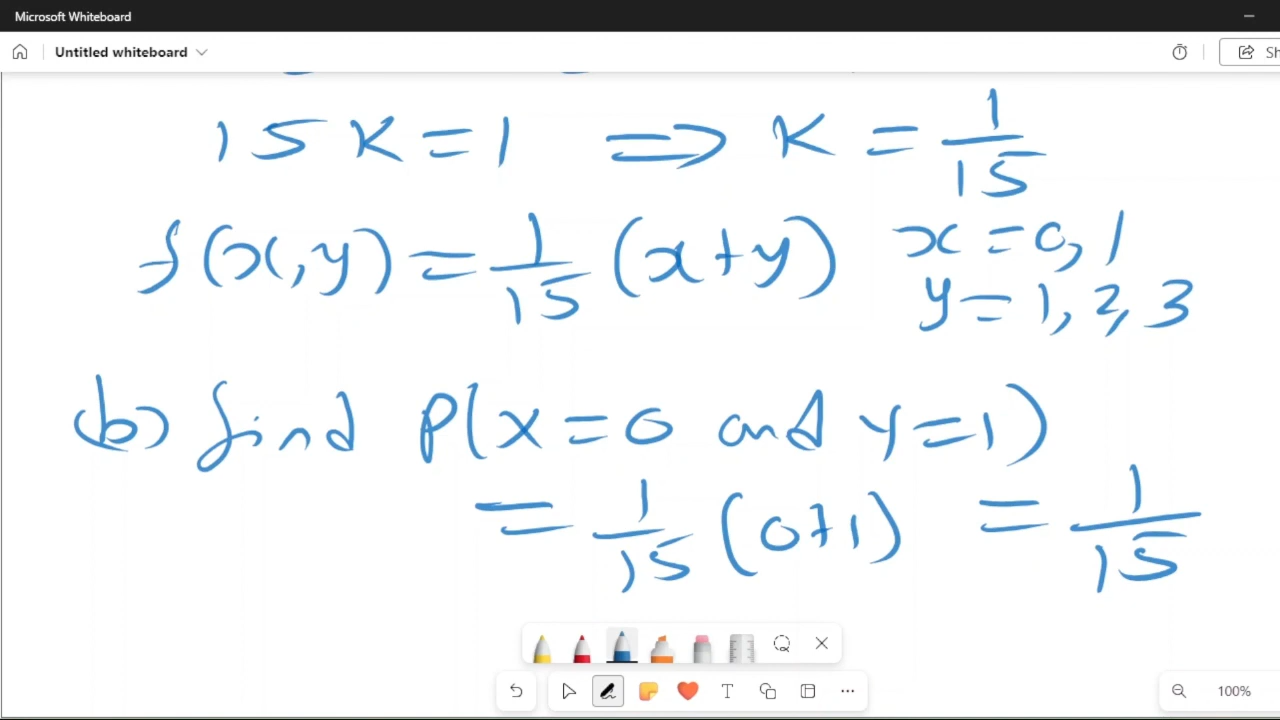 Microsoft Whiteboard
Untitled whiteboard
Sh
15K=1 ⟹ K = 1/15
f(x,y) = 1/15 (x+y) x = 0, 1
y = 1, 2, 3
(b) find P(X=0 and Y=1)
= 1/15 (0+1) = 1/15
T
100%